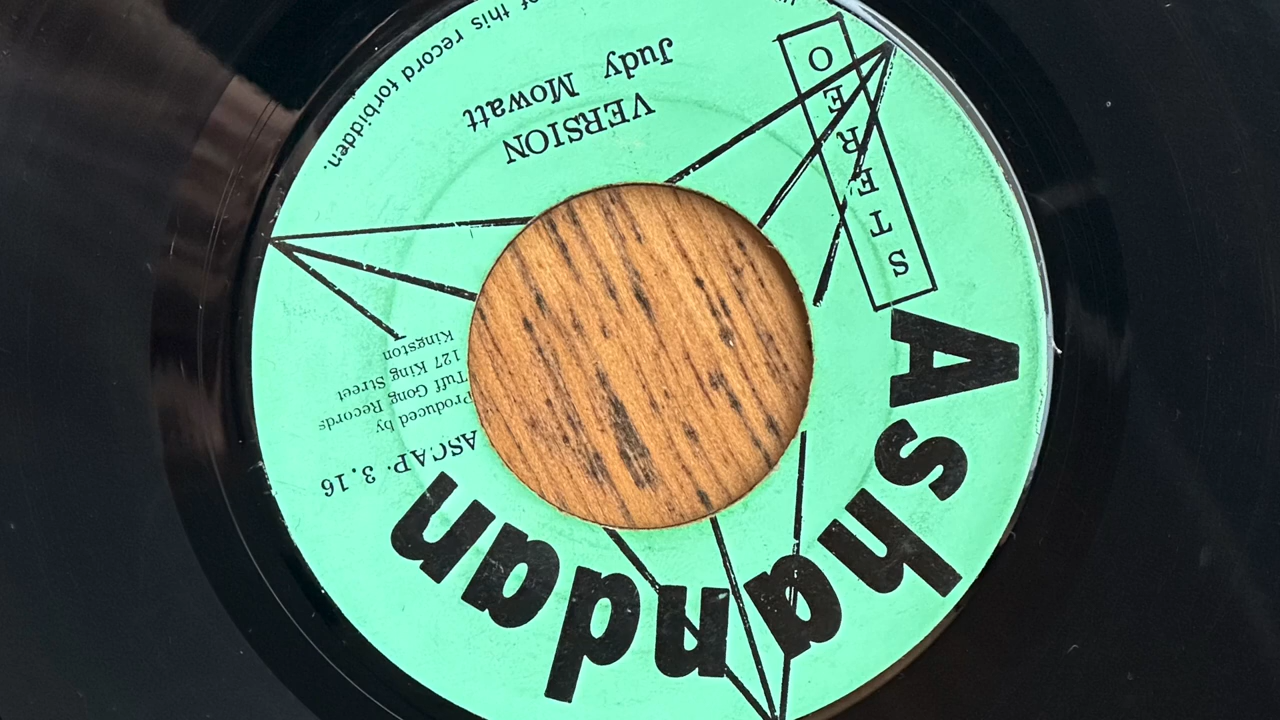 Ashandan
STEREO
ASCAP · 3.16
Produced by
Tuff Gong Records
127 King Street
Kingston
VERSION
Judy Mowatt
of this record forbidden.